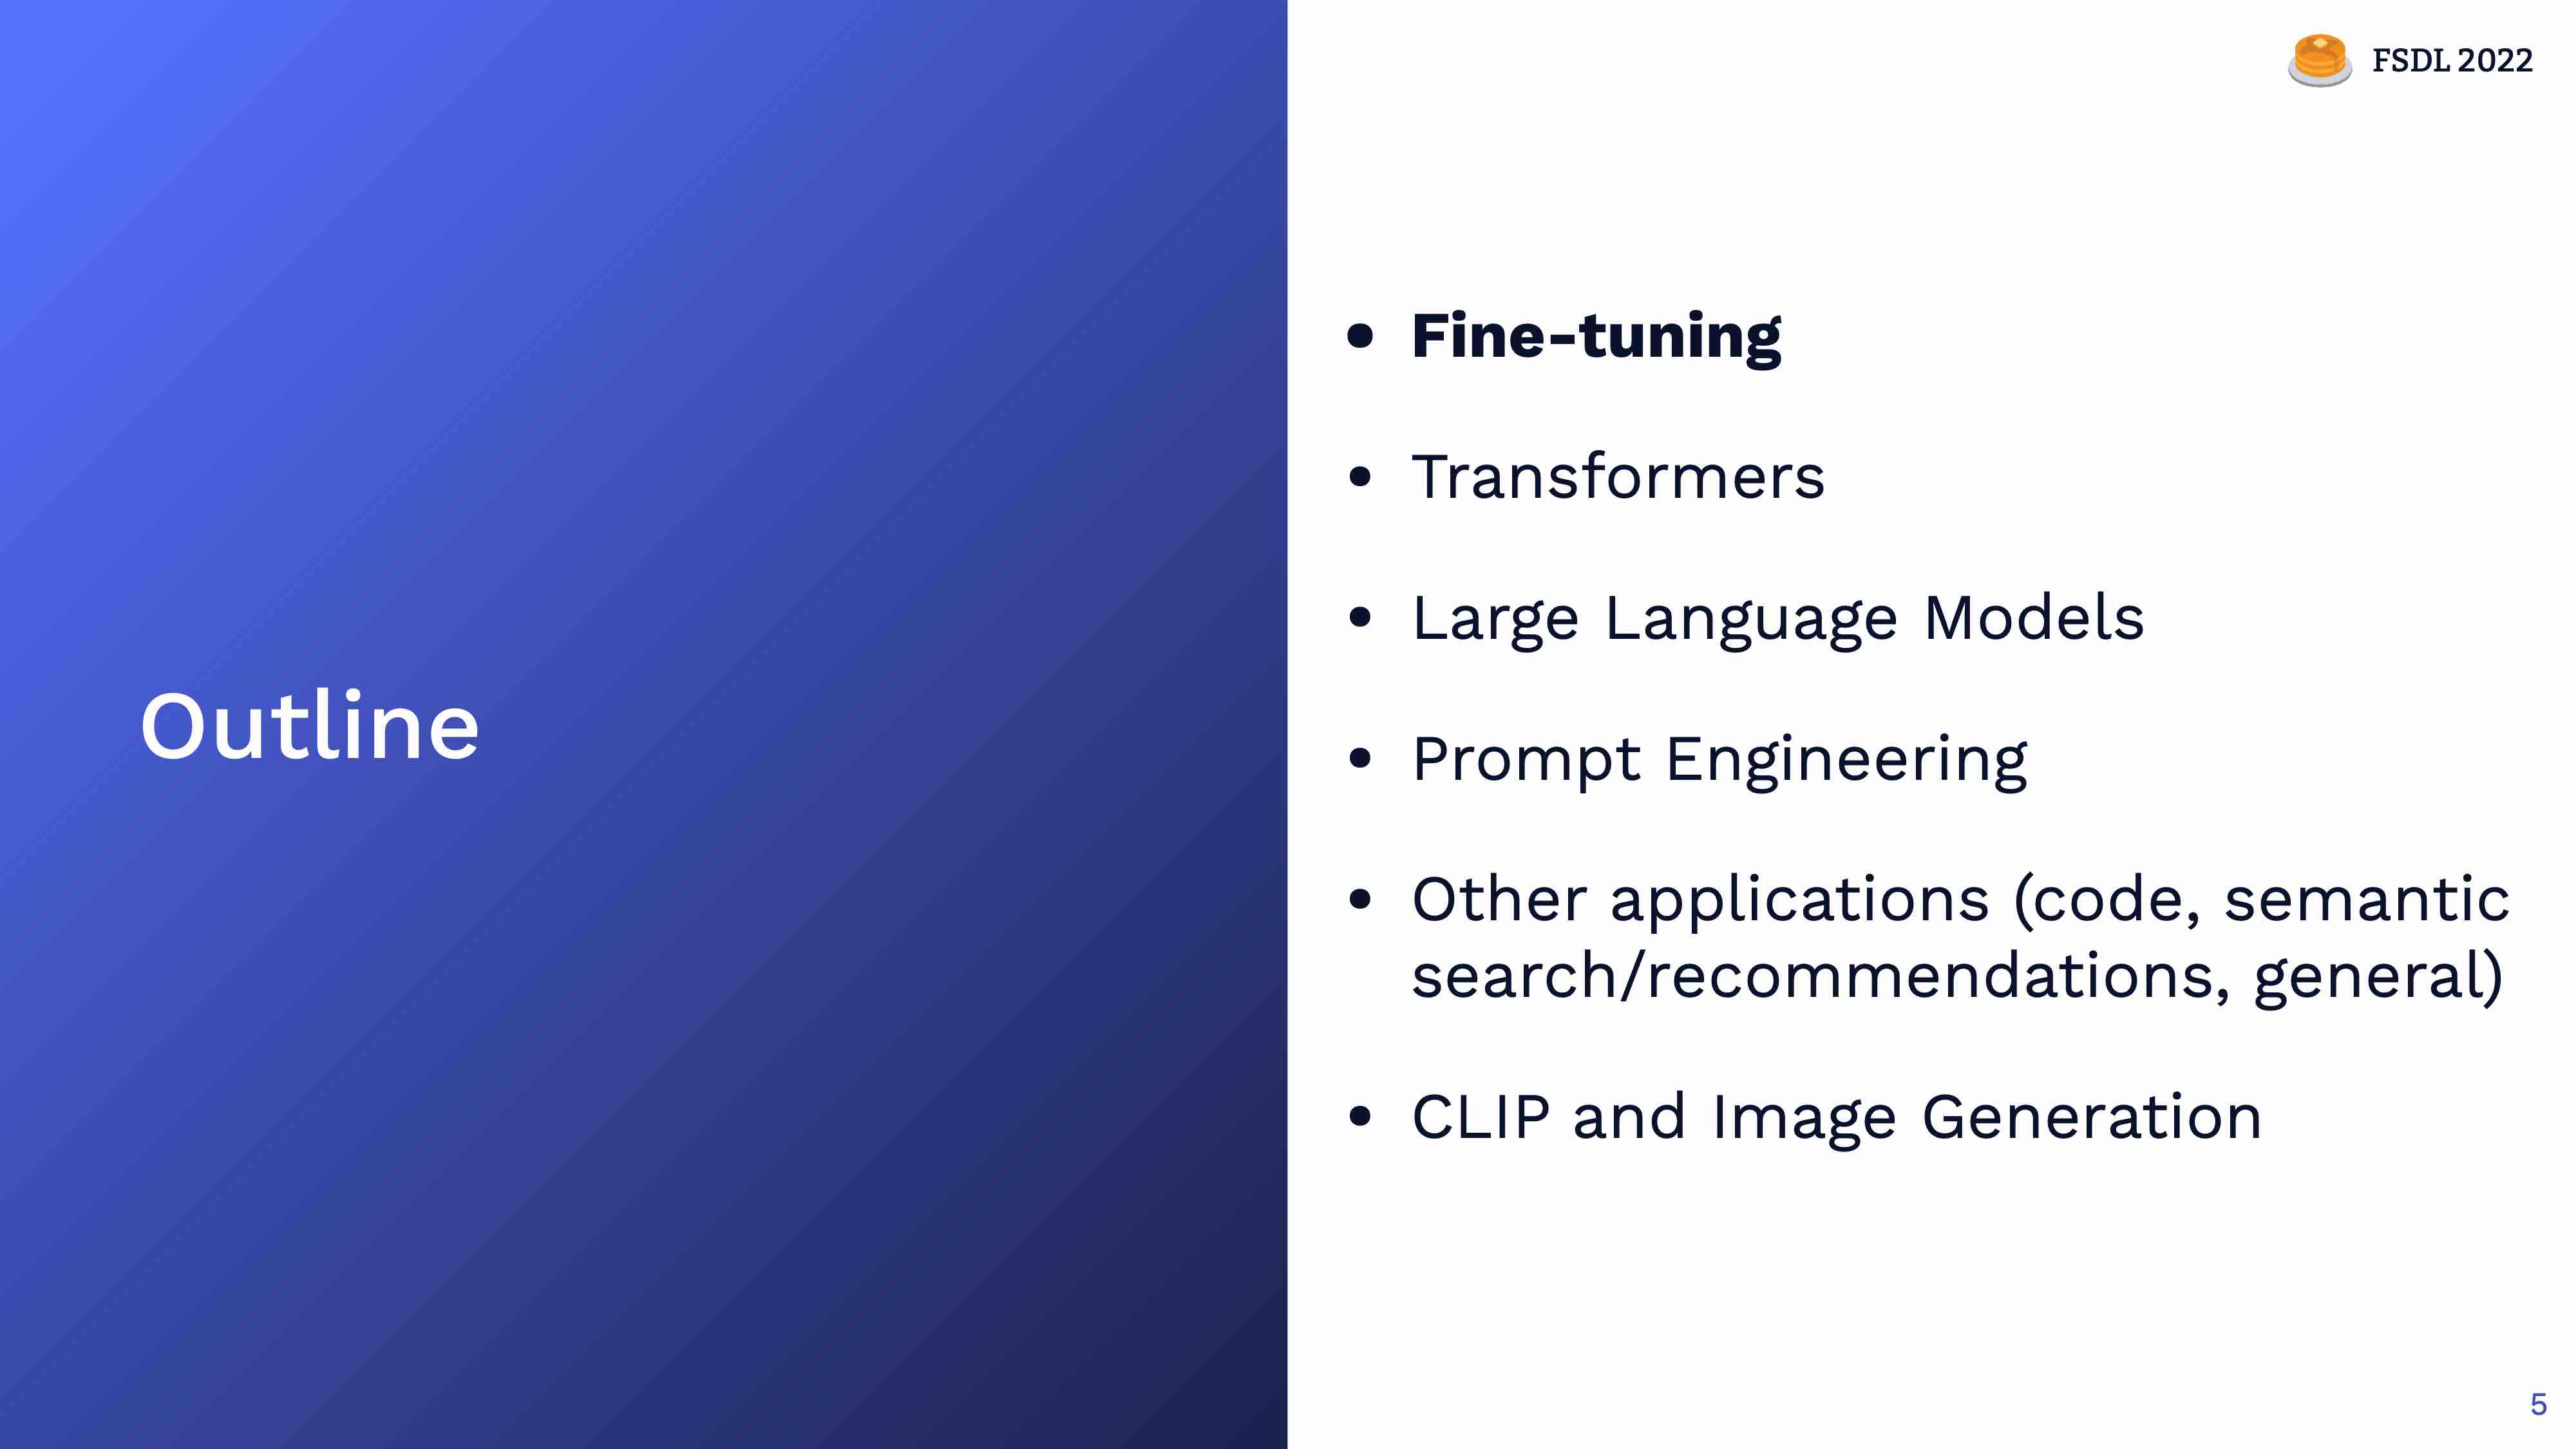 FSDL 2022
Outline
• Fine-tuning
• Transformers
• Large Language Models
• Prompt Engineering
• Other applications (code, semantic
search/recommendations, general)
• CLIP and Image Generation
5